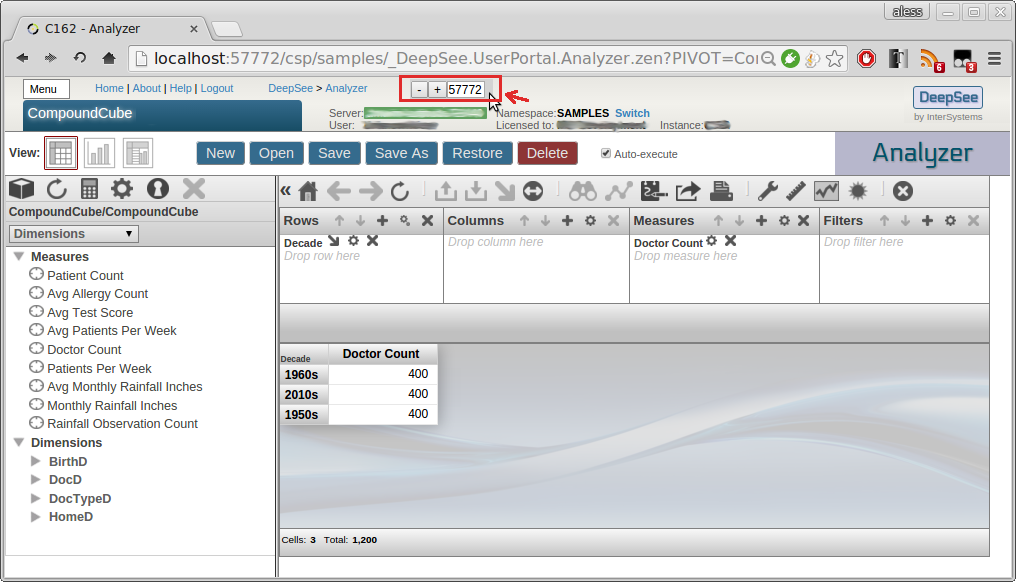 aless
C162 - Analyzer
localhost:57772/csp/samples/_DeepSee.UserPortal.Analyzer.zen?PIVOT=Co
6
3
Menu
Home | About | Help | Logout
DeepSee > Analyzer
- + 57772
DeepSee
by InterSystems
CompoundCube
Server:
Namespace:SAMPLES Switch
User:
Licensed to:
Instance:
View:
New Open Save Save As Restore Delete
Auto-execute
Analyzer
CompoundCube/CompoundCube
Dimensions
Measures
Patient Count
Avg Allergy Count
Avg Test Score
Avg Patients Per Week
Doctor Count
Patients Per Week
Avg Monthly Rainfall Inches
Monthly Rainfall Inches
Rainfall Observation Count
Dimensions
BirthD
DocD
DocTypeD
HomeD
Rows
Decade
Drop row here
Columns
Drop column here
Measures
Doctor Count
Drop measure here
Filters
Drop filter here
Decade Doctor Count
1960s 400
2010s 400
1950s 400
Cells: 3 Total: 1,200